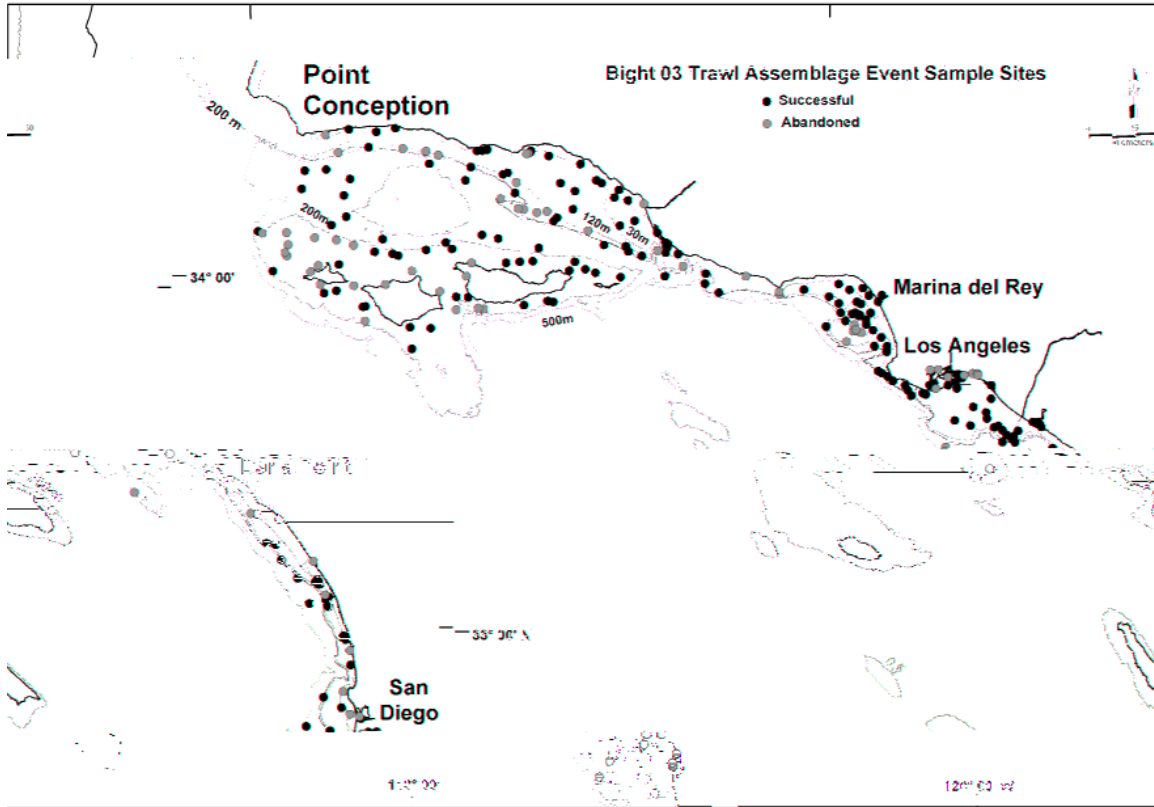 Point
Conception
Bight 03 Trawl Assemblage Event Sample Sites
Successful
Abandoned
200 m
200m
120m
30m
34° 00'
500m
Marina del Rey
Los Angeles
San
Diego